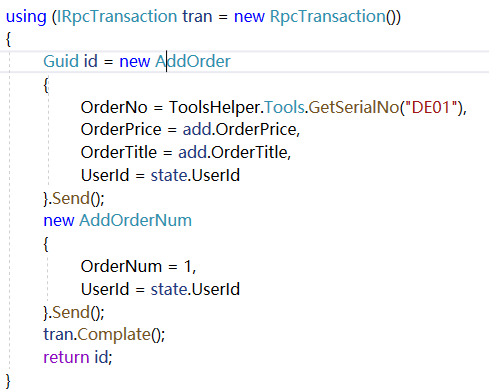 using (IRpcTransaction tran = new RpcTransaction())
{
Guid id = new AddOrder
{
OrderNo = ToolsHelper.Tools.GetSerialNo("DE01"),
OrderPrice = add.OrderPrice,
OrderTitle = add.OrderTitle,
UserId = state.UserId
}.Send();
new AddOrderNum
{
OrderNum = 1,
UserId = state.UserId
}.Send();
tran.Complate();
return id;
}